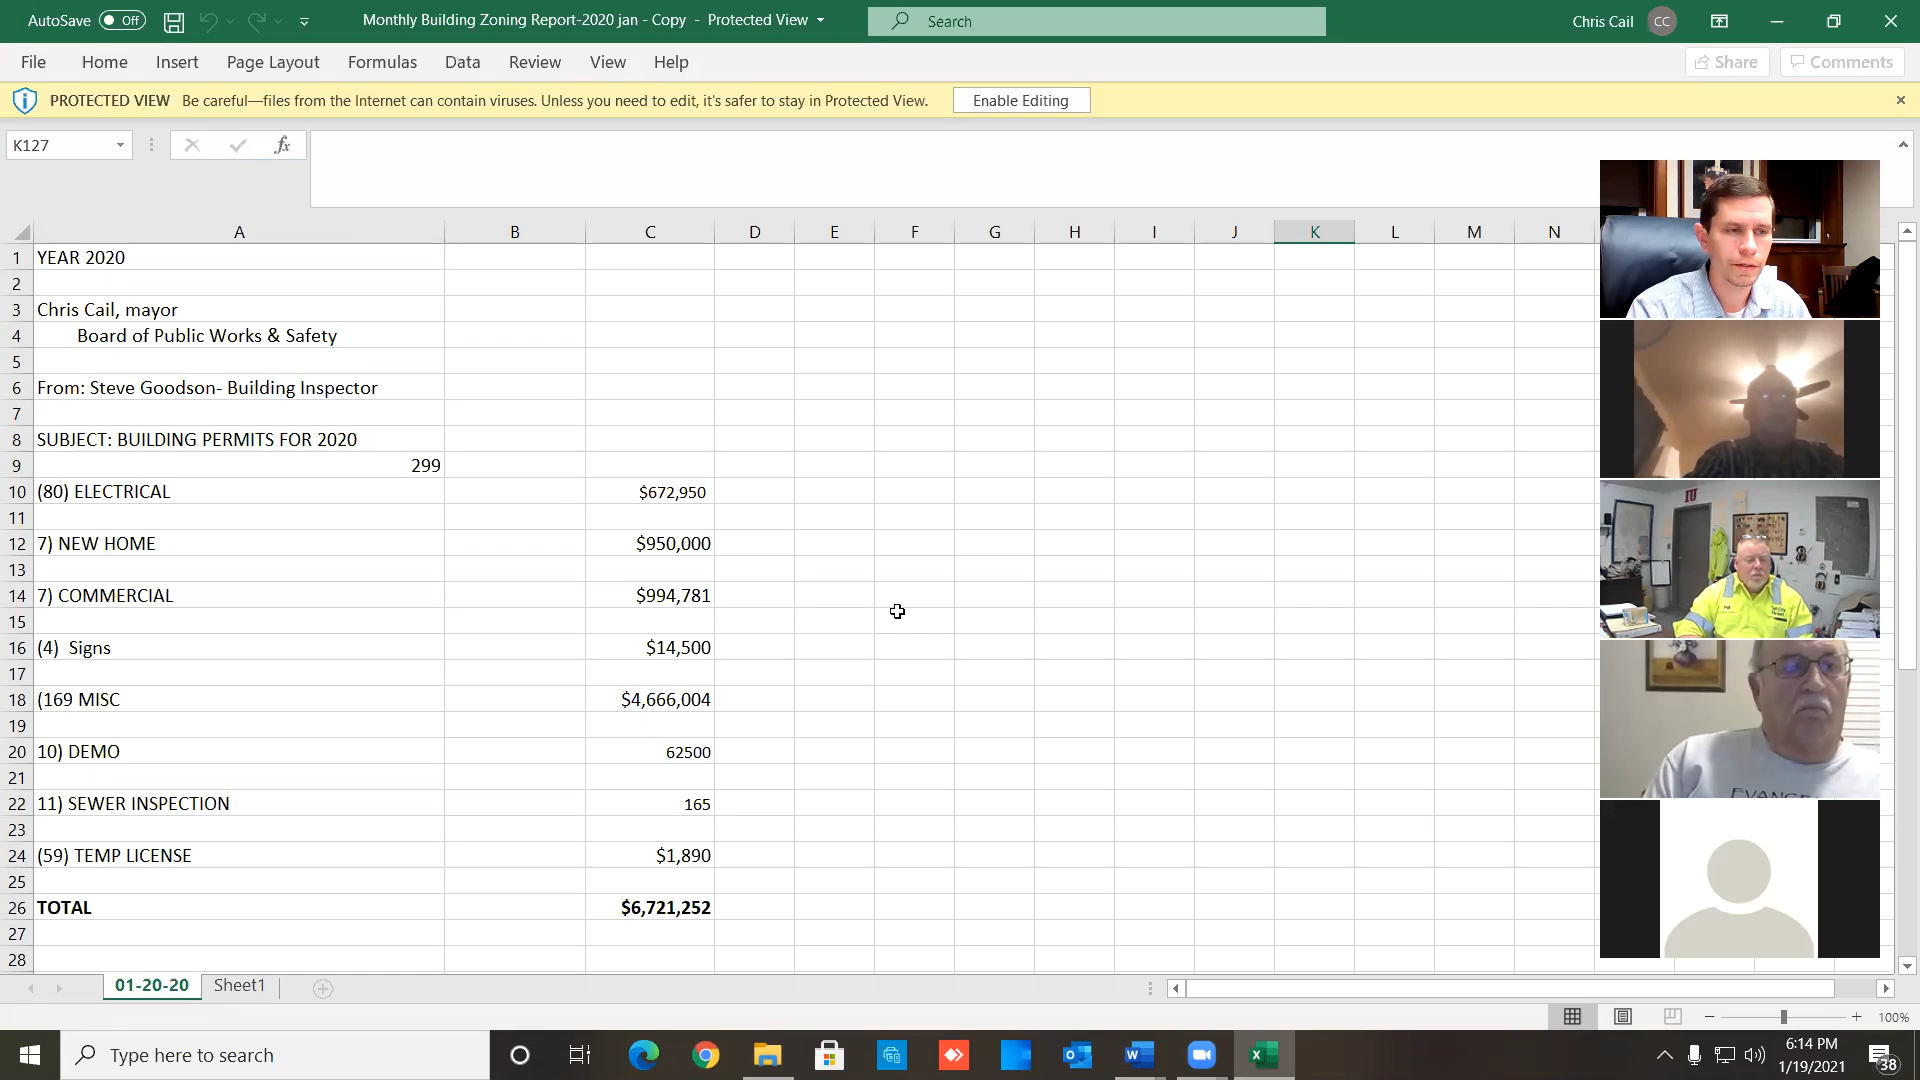 AutoSave Off Monthly Building Zoning Report-2020 jan - Copy - Protected View Search Chris Cail CC
File Home Insert Page Layout Formulas Data Review View Help Share Comments
PROTECTED VIEW Be careful—files from the Internet can contain viruses. Unless you need to edit, it's safer to stay in Protected View. Enable Editing
K127 fx
A B C D E F G H I J K L M N
1 YEAR 2020
2
3 Chris Cail, mayor
4 Board of Public Works & Safety
5
6 From: Steve Goodson- Building Inspector
7
8 SUBJECT: BUILDING PERMITS FOR 2020
9 299
10 (80) ELECTRICAL $672,950
11
12 7) NEW HOME $950,000
13
14 7) COMMERCIAL $994,781
15
16 (4) Signs $14,500
17
18 (169 MISC $4,666,004
19
20 10) DEMO 62500
21
22 11) SEWER INSPECTION 165
23
24 (59) TEMP LICENSE $1,890
25
26 TOTAL $6,721,252
27
28
IU
01-20-20 Sheet1
100%
Type here to search
6:14 PM
1/19/2021
38